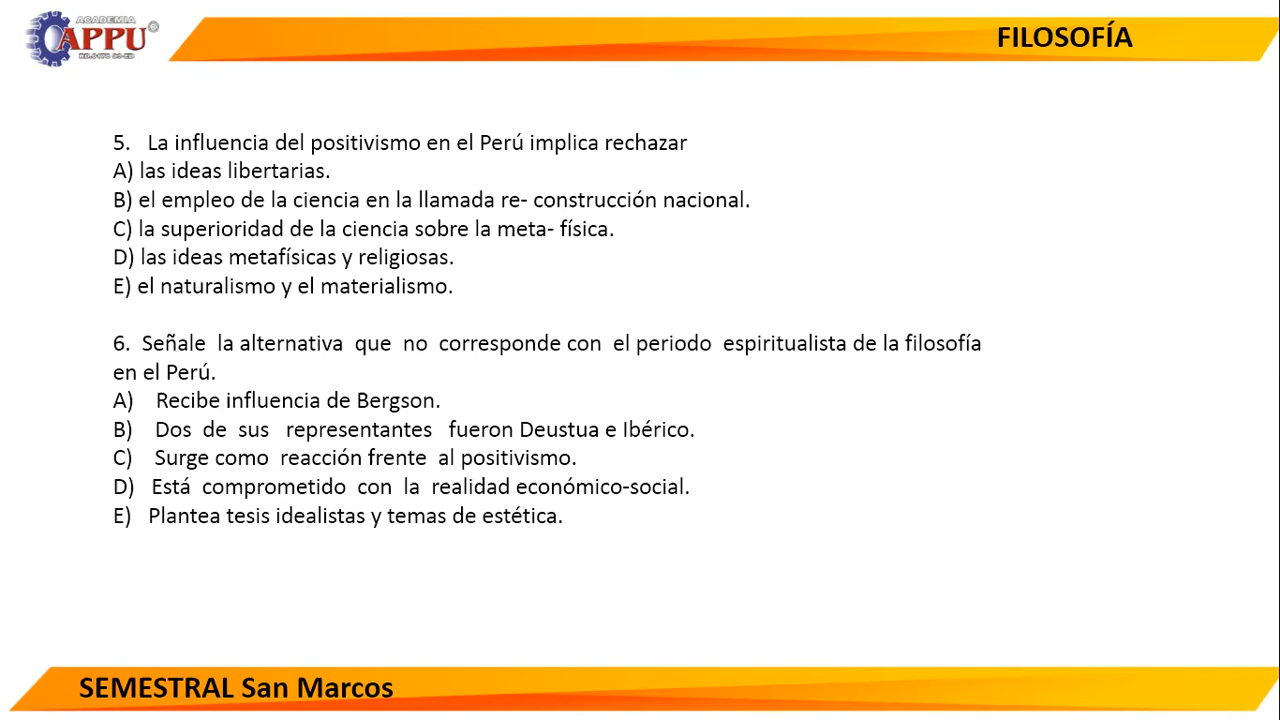 ACADEMIA
APPU
FILOSOFÍA
5. La influencia del positivismo en el Perú implica rechazar
A) las ideas libertarias.
B) el empleo de la ciencia en la llamada re- construcción nacional.
C) la superioridad de la ciencia sobre la meta- física.
D) las ideas metafísicas y religiosas.
E) el naturalismo y el materialismo.
6. Señale la alternativa que no corresponde con el periodo espiritualista de la filosofía
en el Perú.
A) Recibe influencia de Bergson.
B) Dos de sus representantes fueron Deustua e Ibérico.
C) Surge como reacción frente al positivismo.
D) Está comprometido con la realidad económico-social.
E) Plantea tesis idealistas y temas de estética.
SEMESTRAL San Marcos